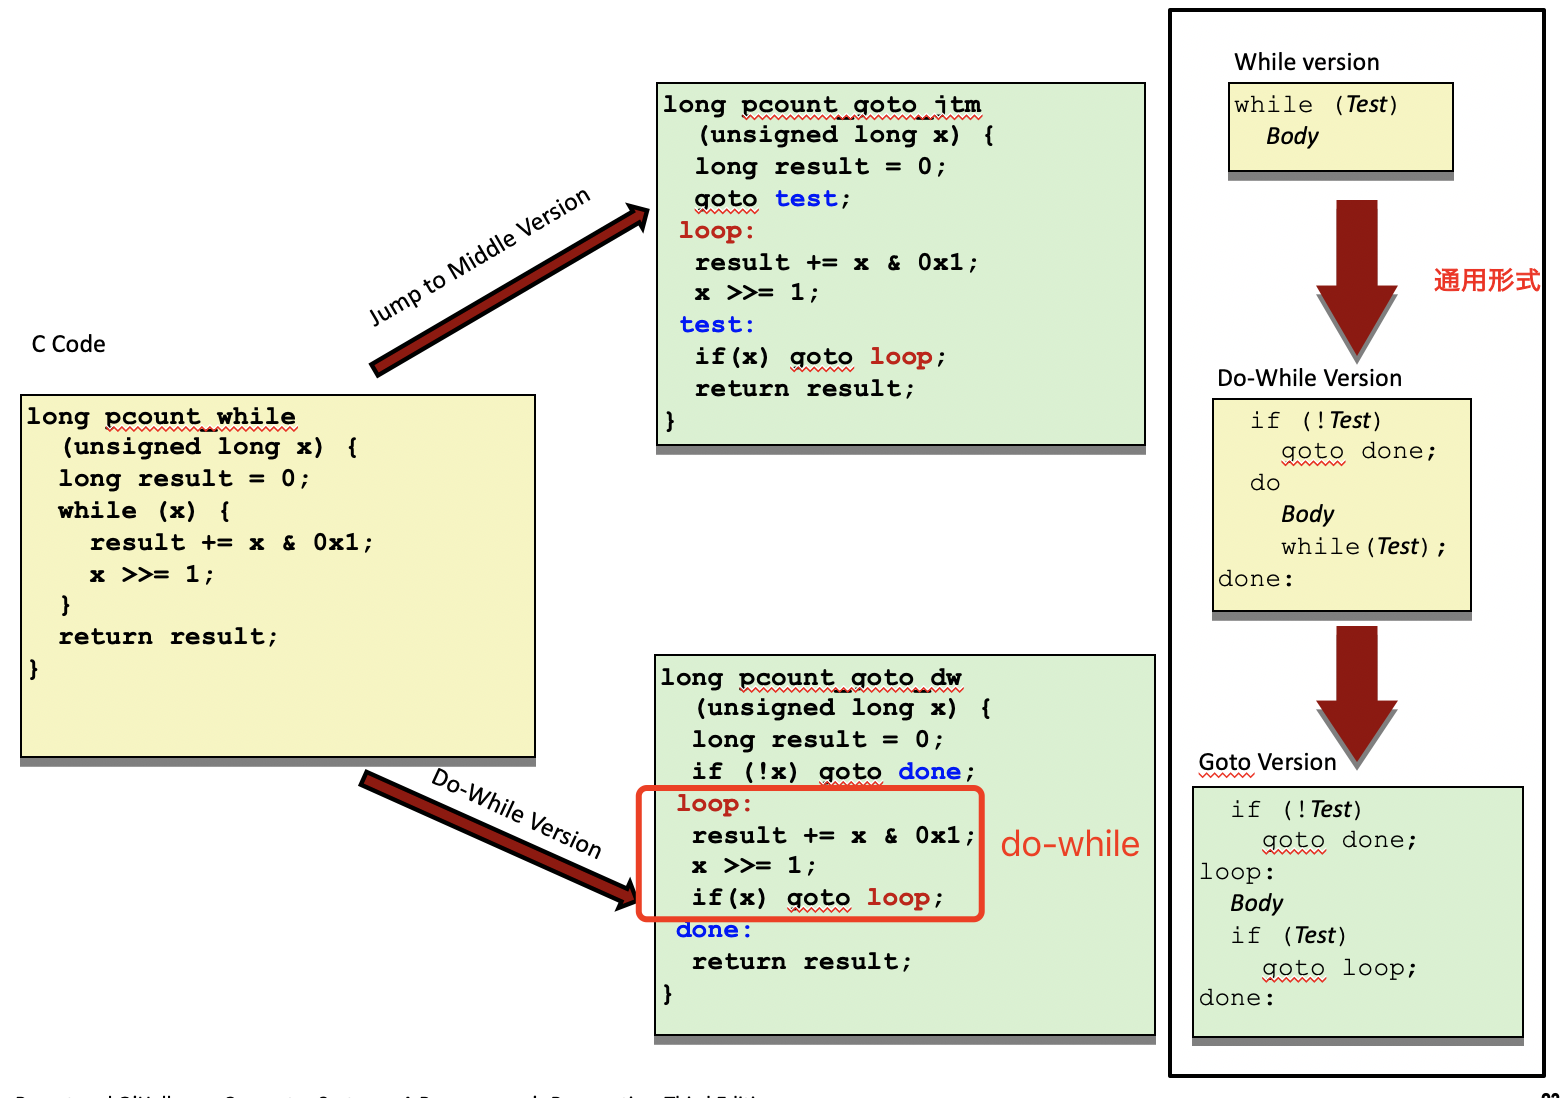 C Code
long pcount_while
(unsigned long x) {
long result = 0;
while (x) {
result += x & 0x1;
x >>= 1;
}
return result;
}
Jump to Middle Version
long pcount_goto_jtm
(unsigned long x) {
long result = 0;
goto test;
loop:
result += x & 0x1;
x >>= 1;
test:
if(x) goto loop;
return result;
}
Do-While Version
long pcount_goto_dw
(unsigned long x) {
long result = 0;
if (!x) goto done;
loop:
result += x & 0x1;
x >>= 1;
if(x) goto loop;
done:
return result;
}
do-while
While version
while (Test)
Body
通用形式
Do-While Version
if (!Test)
goto done;
do
Body
while(Test);
done:
Goto Version
if (!Test)
goto done;
loop:
Body
if (Test)
goto loop;
done: